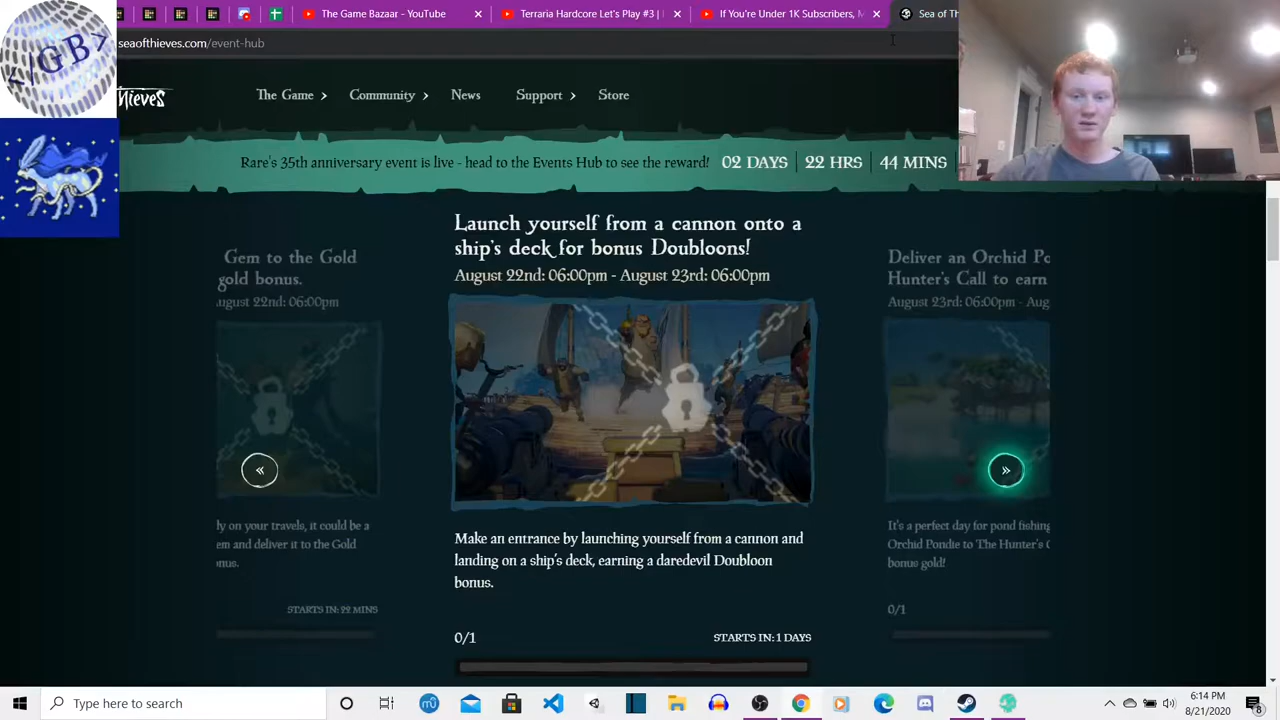 The Game Bazaar - YouTube
Terraria Hardcore Let's Play #3 |
If You're Under 1K Subscribers, M
Sea of Th
seaofthieves.com/event-hub
</GB>
hieves
The Game
Community
News
Support
Store
Rare's 35th anniversary event is live - head to the Events Hub to see the reward! 02 DAYS | 22 HRS | 44 MINS
Launch yourself from a cannon onto a
ship's deck for bonus Doubloons!
August 22nd: 06:00pm - August 23rd: 06:00pm
Gem to the Gold
gold bonus.
ugust 22nd: 06:00pm
Deliver an Orchid Po
Hunter's Call to earn
August 23rd: 06:00pm - Aug
Make an entrance by launching yourself from a cannon and
landing on a ship's deck, earning a daredevil Doubloon
bonus.
0/1
STARTS IN: 1 DAYS
ly on your travels, it could be a
em and deliver it to the Gold
nus.
STARTS IN: 22 MINS
It's a perfect day for pond fishing
Orchid Pondie to The Hunter's C
bonus gold!
0/1
Type here to search
6:14 PM
8/21/2020
8